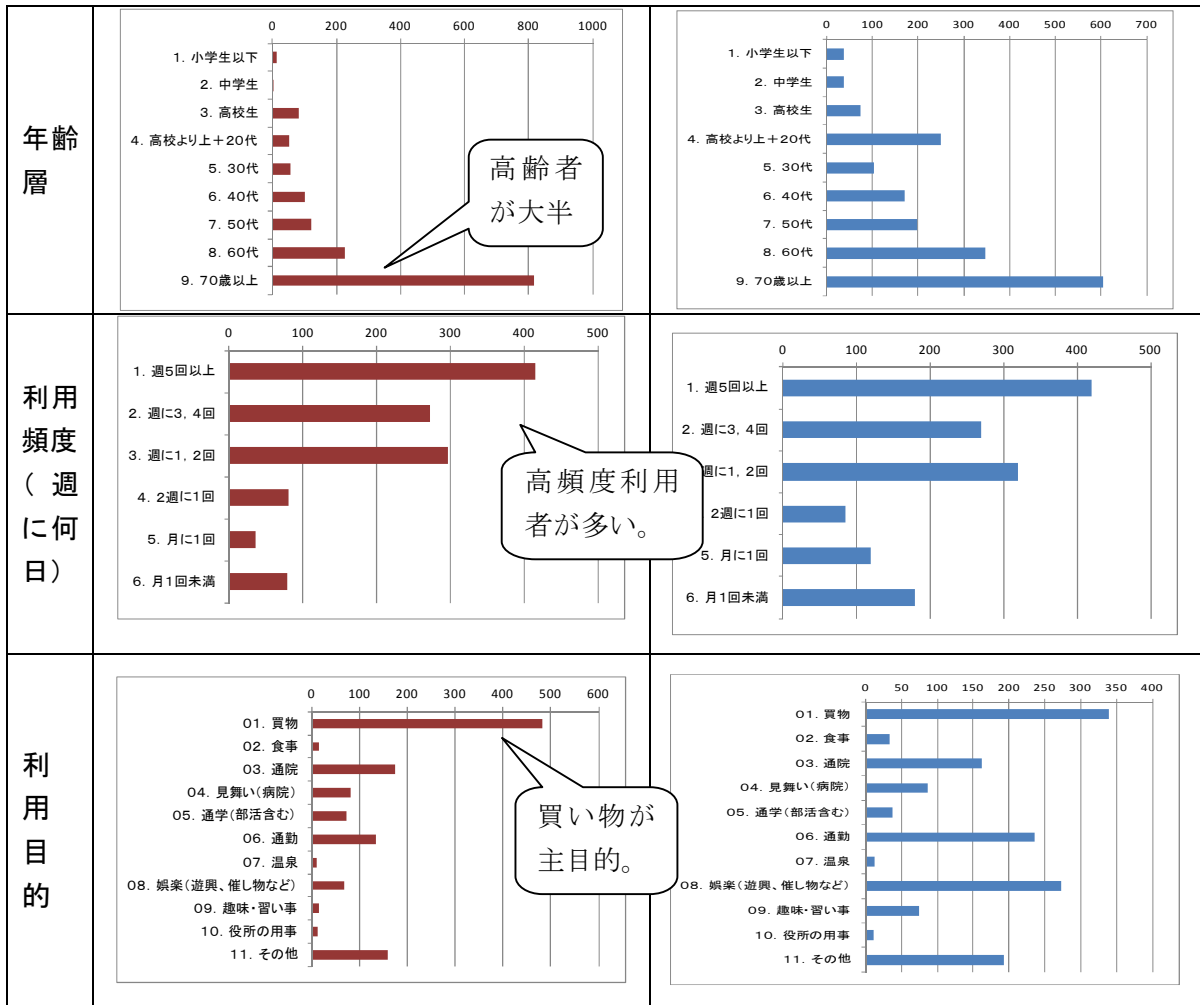 年齢
層
0 200 400 600 800 1000
1. 小学生以下
2. 中学生
3. 高校生
4. 高校より上＋20代
5. 30代
6. 40代
7. 50代
8. 60代
9. 70歳以上
高齢者
が大半
0 100 200 300 400 500 600 700
1. 小学生以下
2. 中学生
3. 高校生
4. 高校より上＋20代
5. 30代
6. 40代
7. 50代
8. 60代
9. 70歳以上
利用
頻度
（週
に何
日）
0 100 200 300 400 500
1. 週5回以上
2. 週に3, 4回
3. 週に1, 2回
4. 2週に1回
5. 月に1回
6. 月1回未満
高頻度利用
者が多い。
0 100 200 300 400 500
1. 週5回以上
2. 週に3, 4回
週に1, 2回
2週に1回
5. 月に1回
6. 月1回未満
利
用
目
的
0 100 200 300 400 500 600
01. 買物
02. 食事
03. 通院
04. 見舞い（病院）
05. 通学（部活含む）
06. 通勤
07. 温泉
08. 娯楽（遊興、催し物など）
09. 趣味・習い事
10. 役所の用事
11. その他
買い物が
主目的。
0 50 100 150 200 250 300 350 400
01. 買物
02. 食事
03. 通院
04. 見舞い（病院）
05. 通学（部活含む）
06. 通勤
07. 温泉
08. 娯楽（遊興、催し物など）
09. 趣味・習い事
10. 役所の用事
11. その他